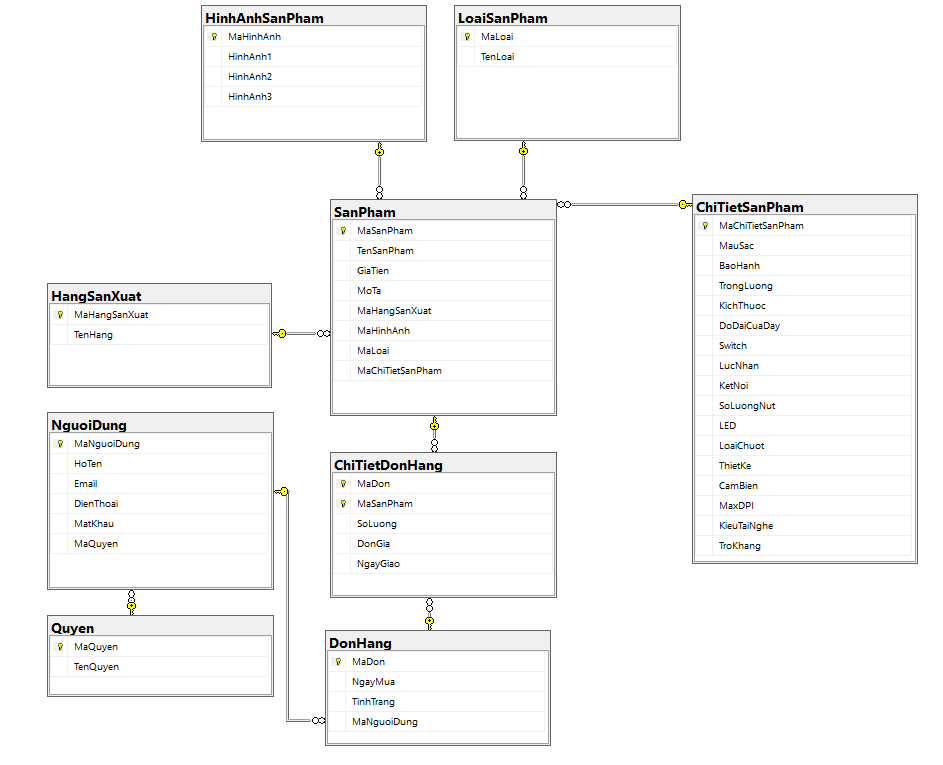 HinhAnhSanPham
MaHinhAnh
HinhAnh1
HinhAnh2
HinhAnh3
LoaiSanPham
MaLoai
TenLoai
SanPham
MaSanPham
TenSanPham
GiaTien
MoTa
MaHangSanXuat
MaHinhAnh
MaLoai
MaChiTietSanPham
ChiTietSanPham
MaChiTietSanPham
MauSac
BaoHanh
TrongLuong
KichThuoc
DoDaiCuaDay
Switch
LucNhan
KetNoi
SoLuongNut
LED
LoaiChuot
ThietKe
CamBien
MaxDPI
KieuTaiNghe
TroKhang
HangSanXuat
MaHangSanXuat
TenHang
NguoiDung
MaNguoiDung
HoTen
Email
DienThoai
MatKhau
MaQuyen
ChiTietDonHang
MaDon
MaSanPham
SoLuong
DonGia
NgayGiao
Quyen
MaQuyen
TenQuyen
DonHang
MaDon
NgayMua
TinhTrang
MaNguoiDung